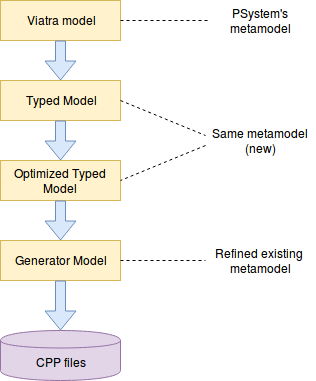 Viatra model
PSystem's
metamodel
Typed Model
Same metamodel
(new)
Optimized Typed
Model
Generator Model
Refined existing
metamodel
CPP files